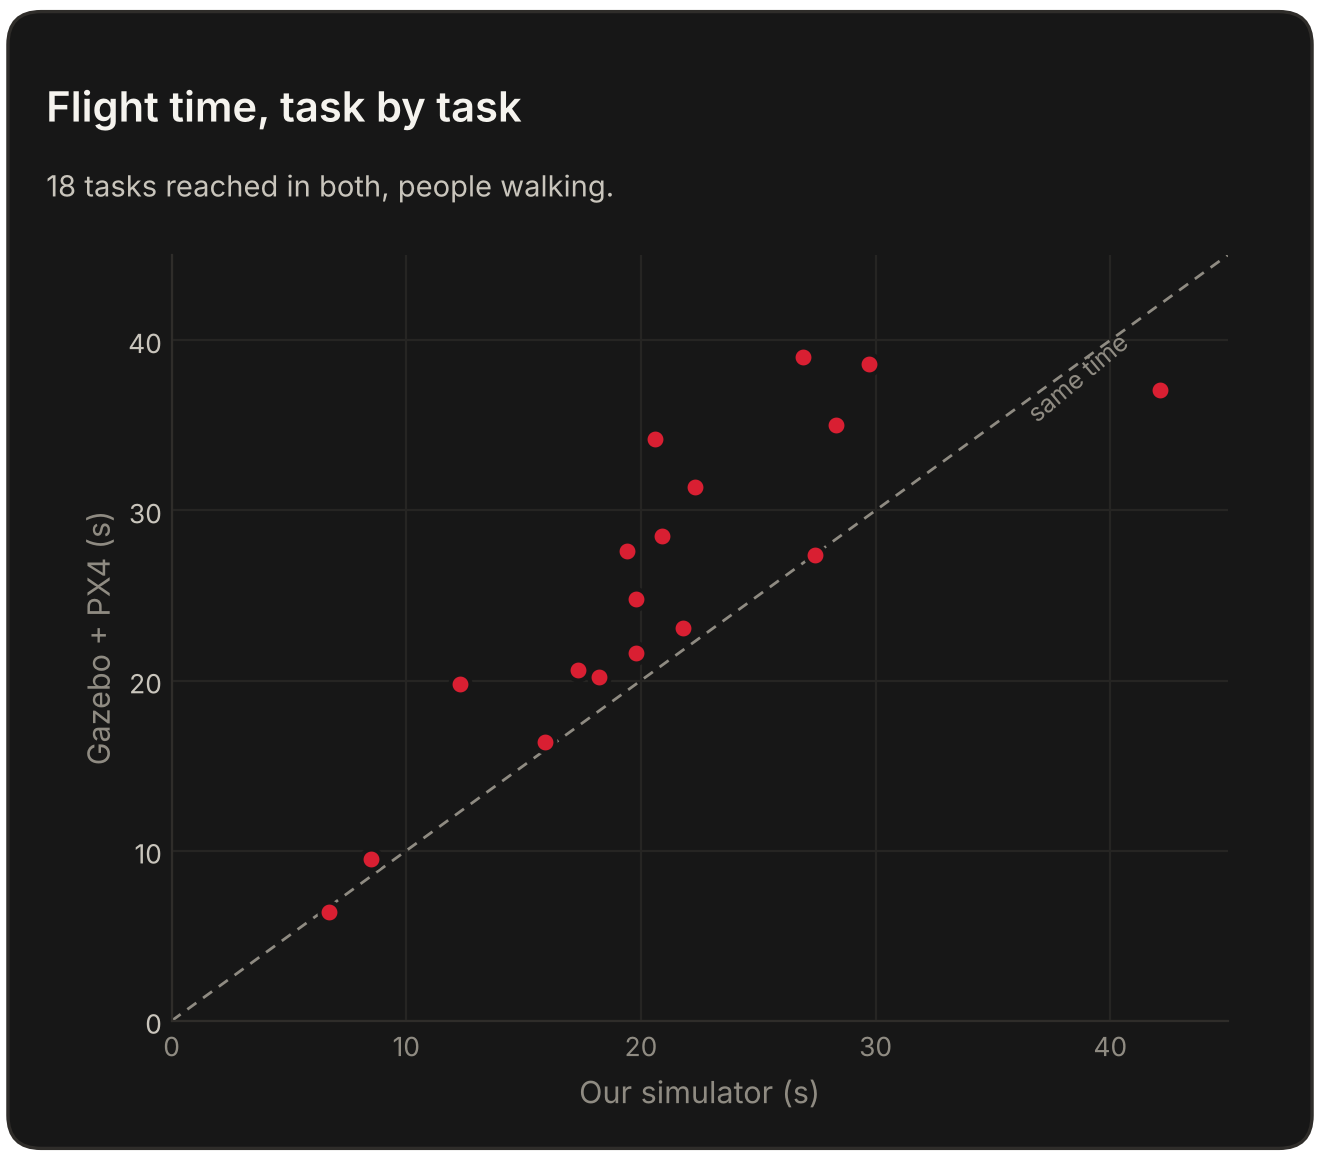 Flight time, task by task
18 tasks reached in both, people walking.
40
30
20
10
0
Gazebo + PX4 (s)
same time
0 10 20 30 40
Our simulator (s)